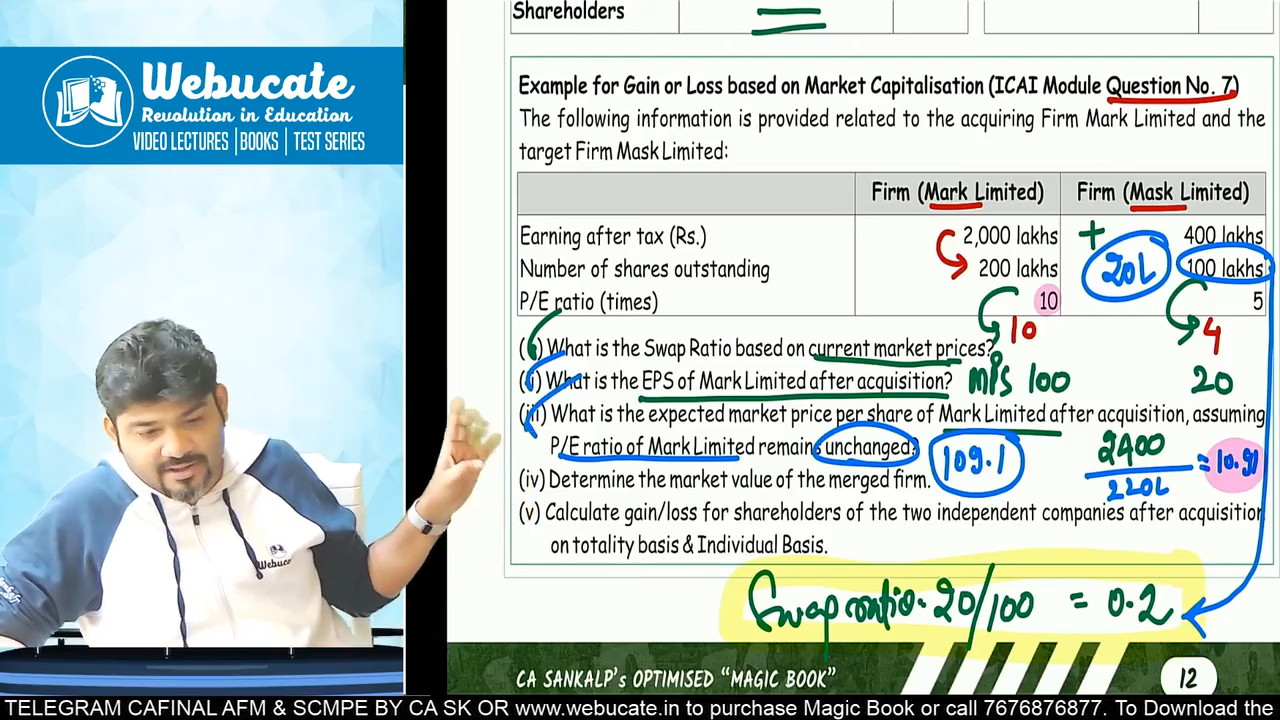 Webucate
Revolution in Education
VIDEO LECTURES | BOOKS | TEST SERIES
Shareholders
Example for Gain or Loss based on Market Capitalisation (ICAI Module Question No. 7)
The following information is provided related to the acquiring Firm Mark Limited and the
target Firm Mask Limited:
Firm (Mark Limited) Firm (Mask Limited)
Earning after tax (Rs.) 2,000 lakhs + 400 lakhs
Number of shares outstanding 200 lakhs 20L 100 lakhs
P/E ratio (times) 10 5
10 4
(i) What is the Swap Ratio based on current market prices?
(ii) What is the EPS of Mark Limited after acquisition? MPS 100 20
(iii) What is the expected market price per share of Mark Limited after acquisition, assuming
P/E ratio of Mark Limited remains unchanged? 109.1 2400
220L = 10.91
(iv) Determine the market value of the merged firm.
(v) Calculate gain/loss for shareholders of the two independent companies after acquisition
on totality basis & Individual Basis.
Swap ratio = 20/100 = 0.2
CA SANKALP's OPTIMISED "MAGIC BOOK" 12
TELEGRAM CAFINAL AFM & SCMPE BY CA SK OR www.webucate.in to purchase Magic Book or call 7676876877. To Download the